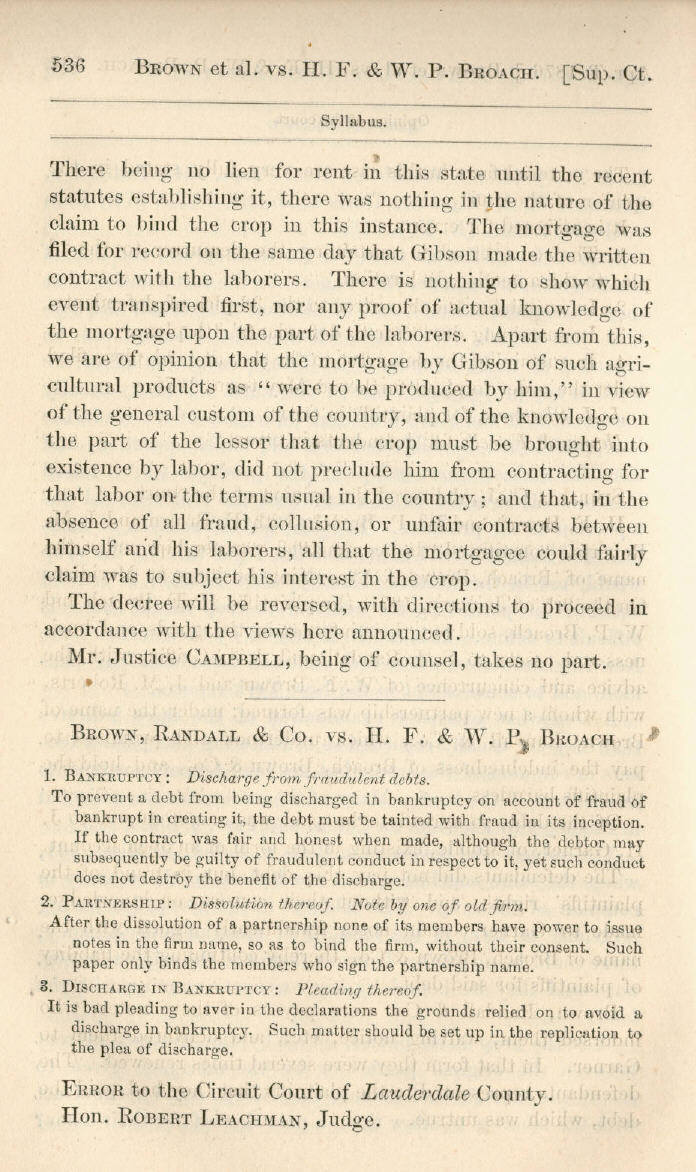 536 BROWN et al. vs. H. F. & W. P. BROACH. [Sup. Ct.
Syllabus.
There being no lien for rent in this state until the recent
statutes establishing it, there was nothing in the nature of the
claim to bind the crop in this instance. The mortgage was
filed for record on the same day that Gibson made the written
contract with the laborers. There is nothing to show which
event transpired first, nor any proof of actual knowledge of
the mortgage upon the part of the laborers. Apart from this,
we are of opinion that the mortgage by Gibson of such agri-
cultural products as “were to be produced by him,” in view
of the general custom of the country, and of the knowledge on
the part of the lessor that the crop must be brought into
existence by labor, did not preclude him from contracting for
that labor on the terms usual in the country; and that, in the
absence of all fraud, collusion, or unfair contracts between
himself and his laborers, all that the mortgagee could fairly
claim was to subject his interest in the crop.
The decree will be reversed, with directions to proceed in
accordance with the views here announced.
Mr. Justice CAMPBELL, being of counsel, takes no part.
BROWN, RANDALL & CO. vs. H. F. & W. P. BROACH
1. BANKRUPTCY: Discharge from fraudulent debts.
To prevent a debt from being discharged in bankruptcy on account of fraud of
bankrupt in creating it, the debt must be tainted with fraud in its inception.
If the contract was fair and honest when made, although the debtor may
subsequently be guilty of fraudulent conduct in respect to it, yet such conduct
does not destroy the benefit of the discharge.
2. PARTNERSHIP: Dissolution thereof. Note by one of old firm.
After the dissolution of a partnership none of its members have power to issue
notes in the firm name, so as to bind the firm, without their consent. Such
paper only binds the members who sign the partnership name.
3. DISCHARGE IN BANKRUPTCY: Pleading thereof.
It is bad pleading to aver in the declarations the grounds relied on to avoid a
discharge in bankruptcy. Such matter should be set up in the replication to
the plea of discharge.
ERROR to the Circuit Court of Lauderdale County.
Hon. ROBERT LEACHMAN, Judge.